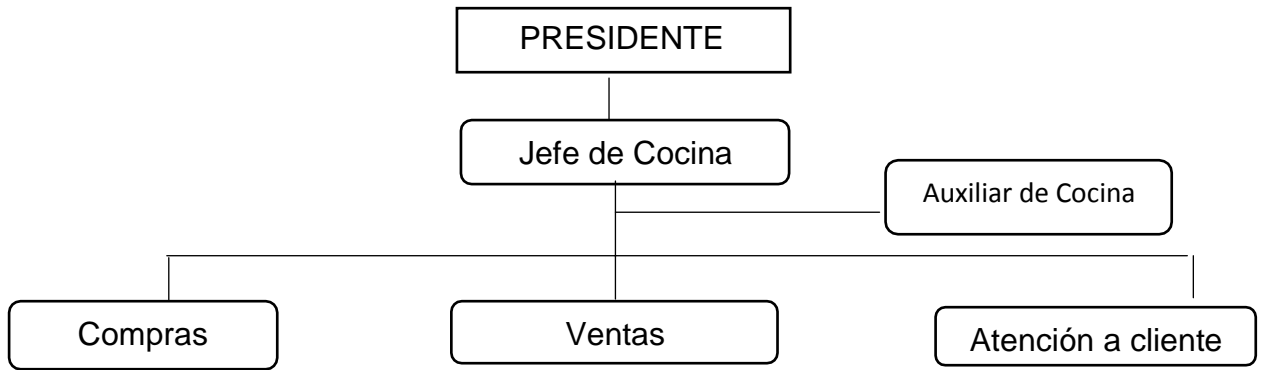 PRESIDENTE
Jefe de Cocina
Auxiliar de Cocina
Compras
Ventas
Atención a cliente